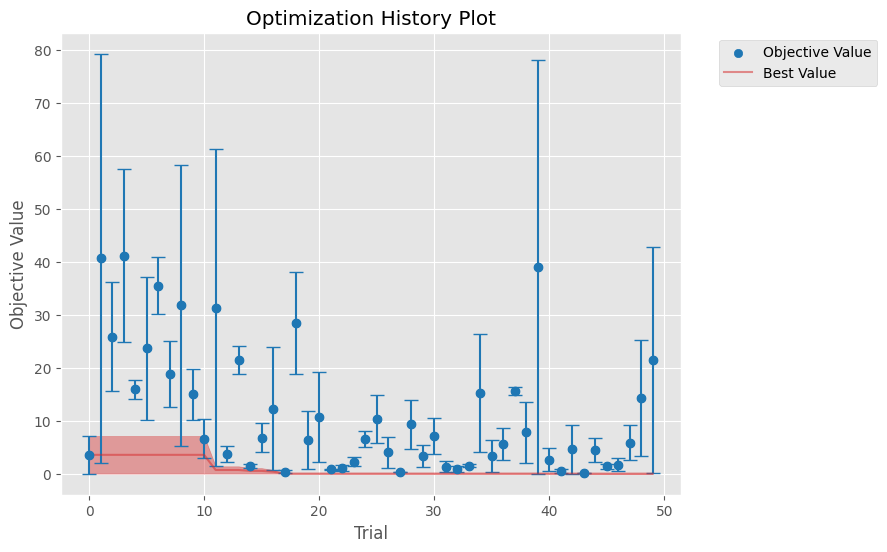 Optimization History Plot
Objective Value
Best Value
80
70
60
50
40
30
20
10
0
Objective Value
0 10 20 30 40 50
Trial